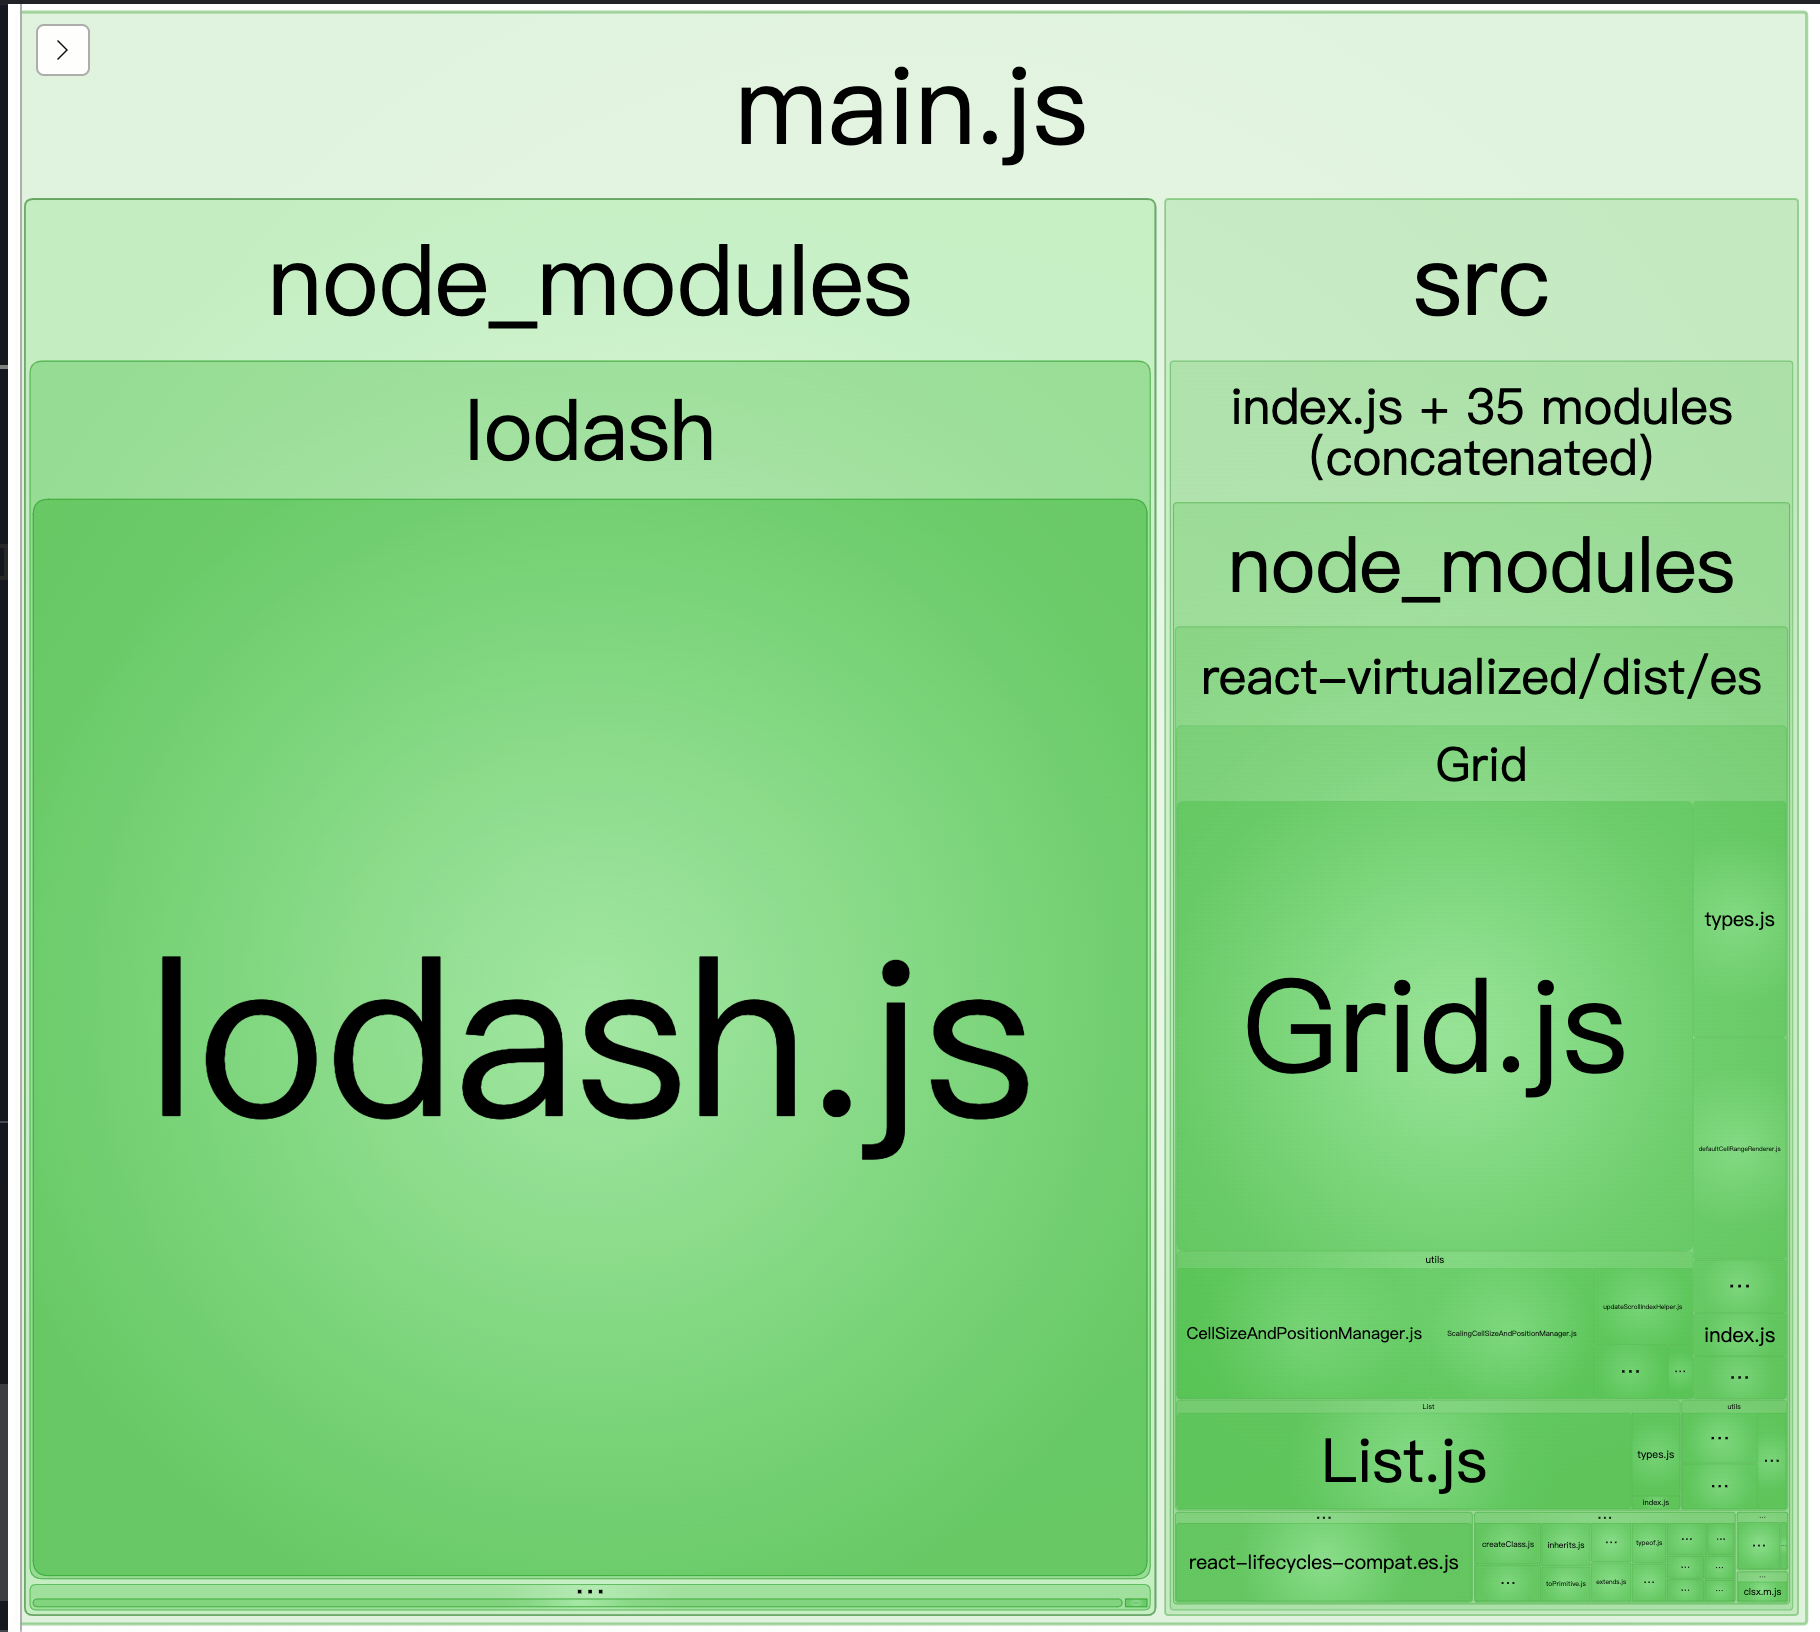 main.js
node_modules
lodash
lodash.js
...
src
index.js + 35 modules
(concatenated)
node_modules
react-virtualized/dist/es
Grid
Grid.js
types.js
defaultCellRangeRenderer.js
utils
CellSizeAndPositionManager.js
ScalingCellSizeAndPositionManager.js
updateScrollIndexHelper.js
...
...
...
index.js
...
List
List.js
types.js
index.js
utils
...
...
...
...
react-lifecycles-compat.es.js
...
createClass.js
inherits.js
...
typeof.js
...
...
...
toPrimitive.js
extends.js
...
...
...
...
...
...
...
...
clsx.m.js